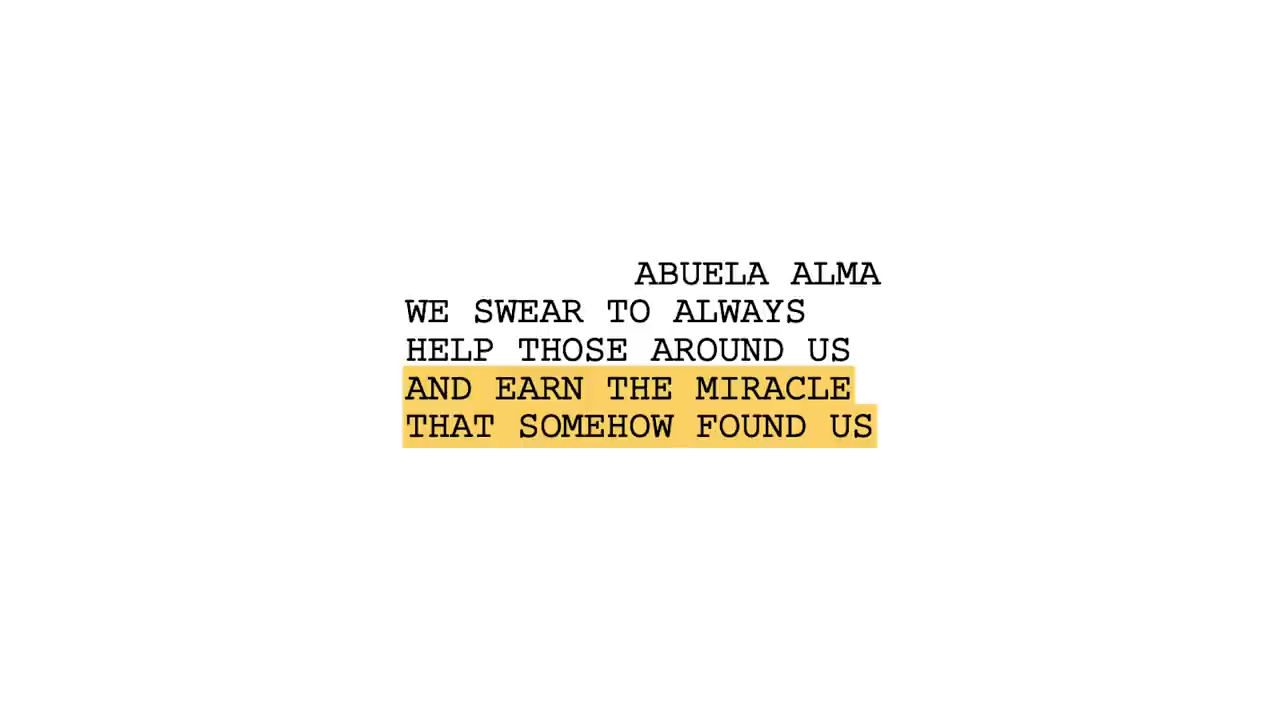 ABUELA ALMA
WE SWEAR TO ALWAYS
HELP THOSE AROUND US
AND EARN THE MIRACLE
THAT SOMEHOW FOUND US